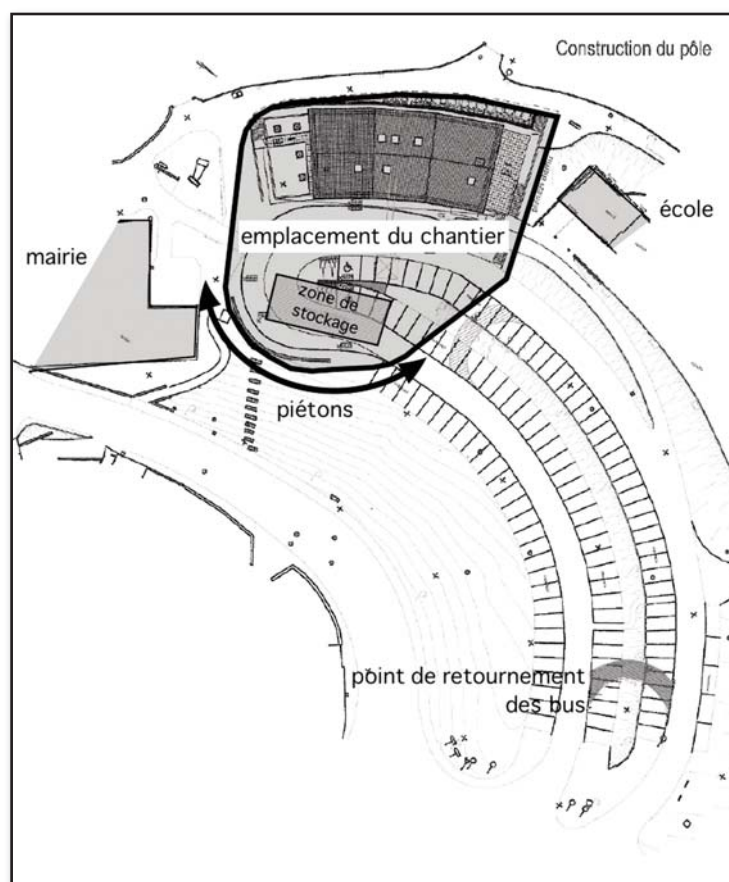 Construction du pôle
école
emplacement du chantier
mairie
zone de
stockage
piétons
point de retournement
des bus